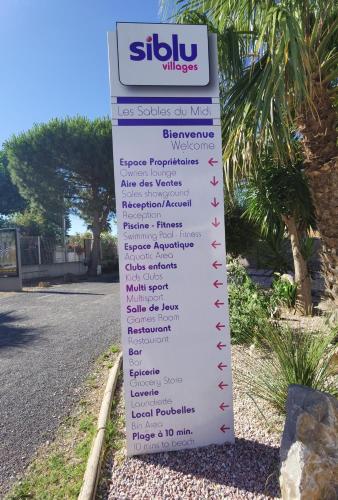 siblu
villages
Les Sables du Midi
Bienvenue
Welcome
Espace Propriétaires
Owners lounge
Aire des Ventes
Sales showground
Réception/Accueil
Reception
Piscine - Fitness
Swimming Pool - Fitness
Espace Aquatique
Aquatic Area
Clubs enfants
Kids Clubs
Multi sport
Multisport
Salle de Jeux
Games Room
Restaurant
Restaurant
Bar
Bar
Epicerie
Grocery Store
Laverie
Launderette
Local Poubelles
Bin Area
Plage à 10 min.
10 mins to beach